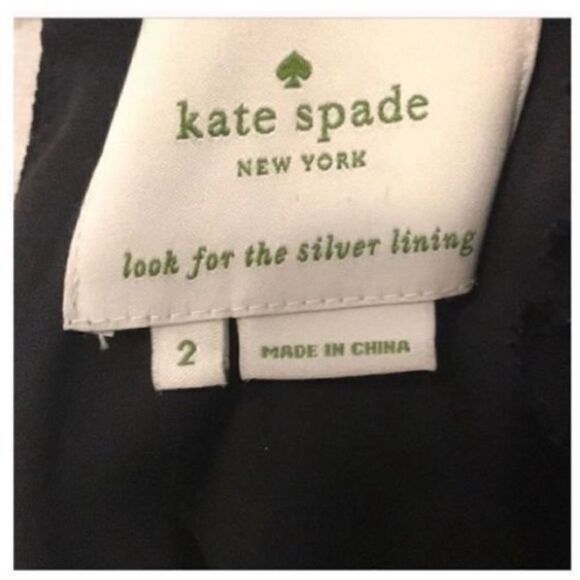 kate spade
NEW YORK
look for the silver lining
2
MADE IN CHINA